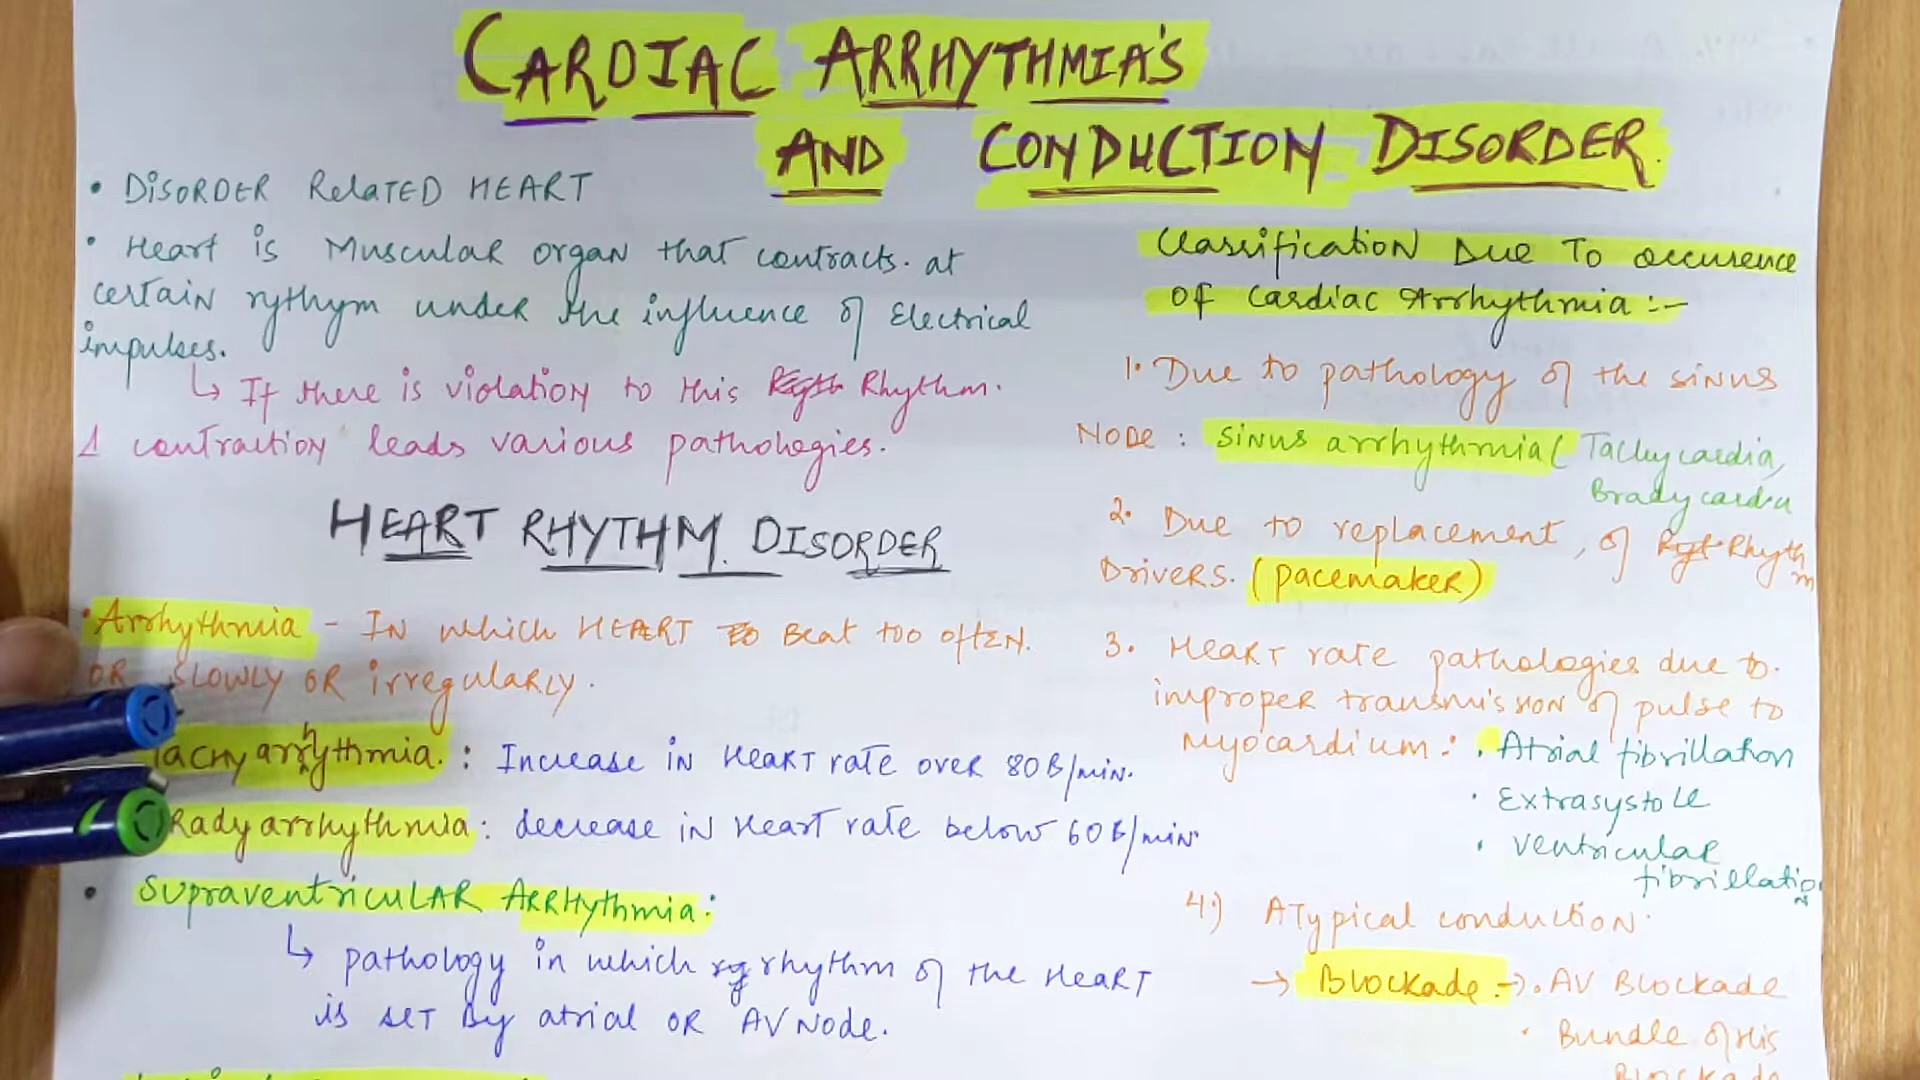 CARDIAC ARRHYTHMIA'S
AND CONDUCTION DISORDER.
• DISORDER RELATED HEART
• Heart is Muscular organ that contracts. at
certain rythym under the influence of Electrical
impulses.
↳ If there is violation to this Rhythm.
contraction leads various pathologies.
HEART RHYTHM. DISORDER
• Arrhythmia - In which HEART Beat too often.
OR SLOWLY OR irregularly.
Tachy arrhythmia. : Increase in Heart rate over 80 B/min.
Rady arrhythmia : decrease in Heart rate below 60 B/min.
• Supraventricular ARRHythmia :
↳ pathology in which rhythm of the Heart
is set By atrial OR AV Node.
Classification Due To occurence
of cardiac Arrhythmia :-
1. Due to pathology of the sinus
Node : sinus arrhythmia ( Tachycardia,
Bradycardia
2. Due to replacement, of Rhythm
Drivers. (pacemaker)
3. Heart rate pathologies due to.
improper transmission of pulse to
Myocardium : • Atrial fibrillation
• Extrasystole
• ventricular
fibrillation
4.) ATypical conduction.
→ Blockade. → • AV Blockade
• Bundle of His
Blockade